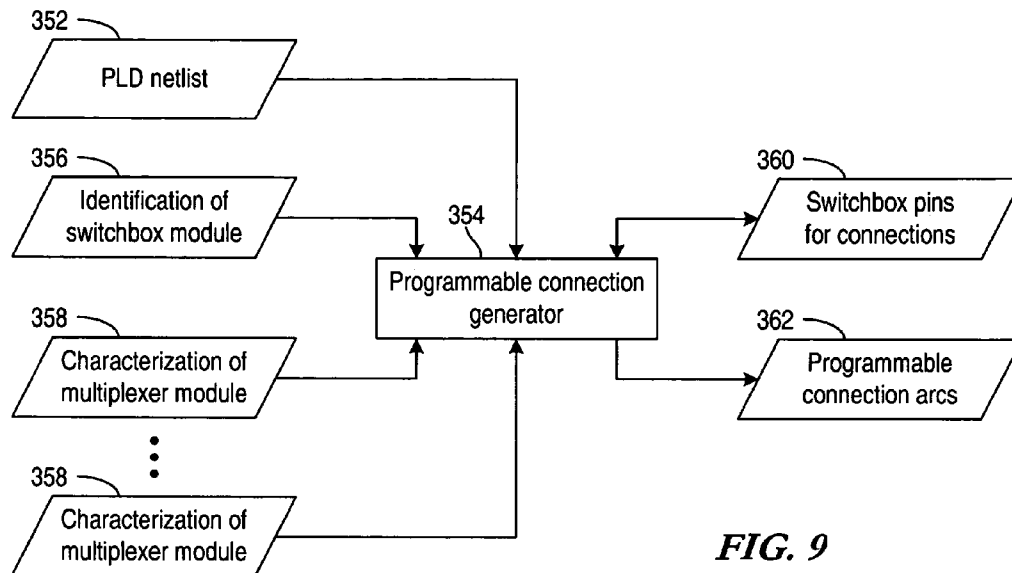 352
PLD netlist
356
Identification of
switchbox module
354
Programmable connection
generator
360
Switchbox pins
for connections
358
Characterization of
multiplexer module
362
Programmable
connection arcs
358
Characterization of
multiplexer module
FIG. 9